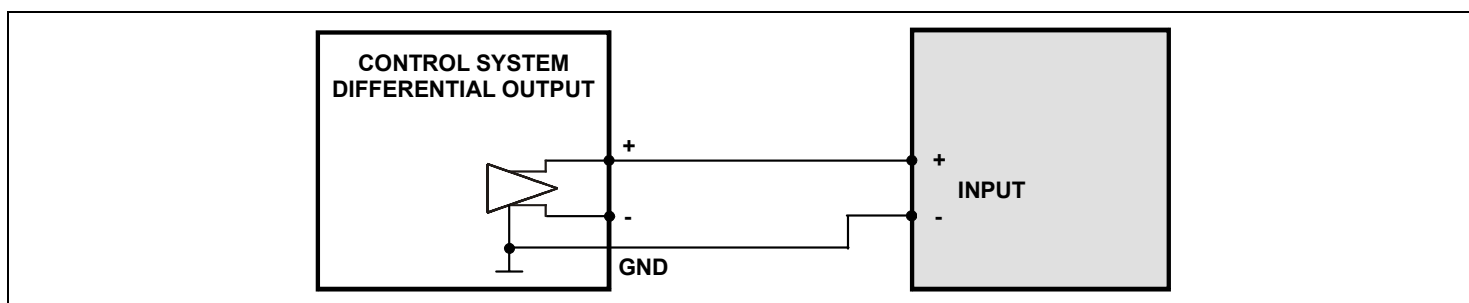 CONTROL SYSTEM
DIFFERENTIAL OUTPUT
+
-
GND
+
INPUT
-